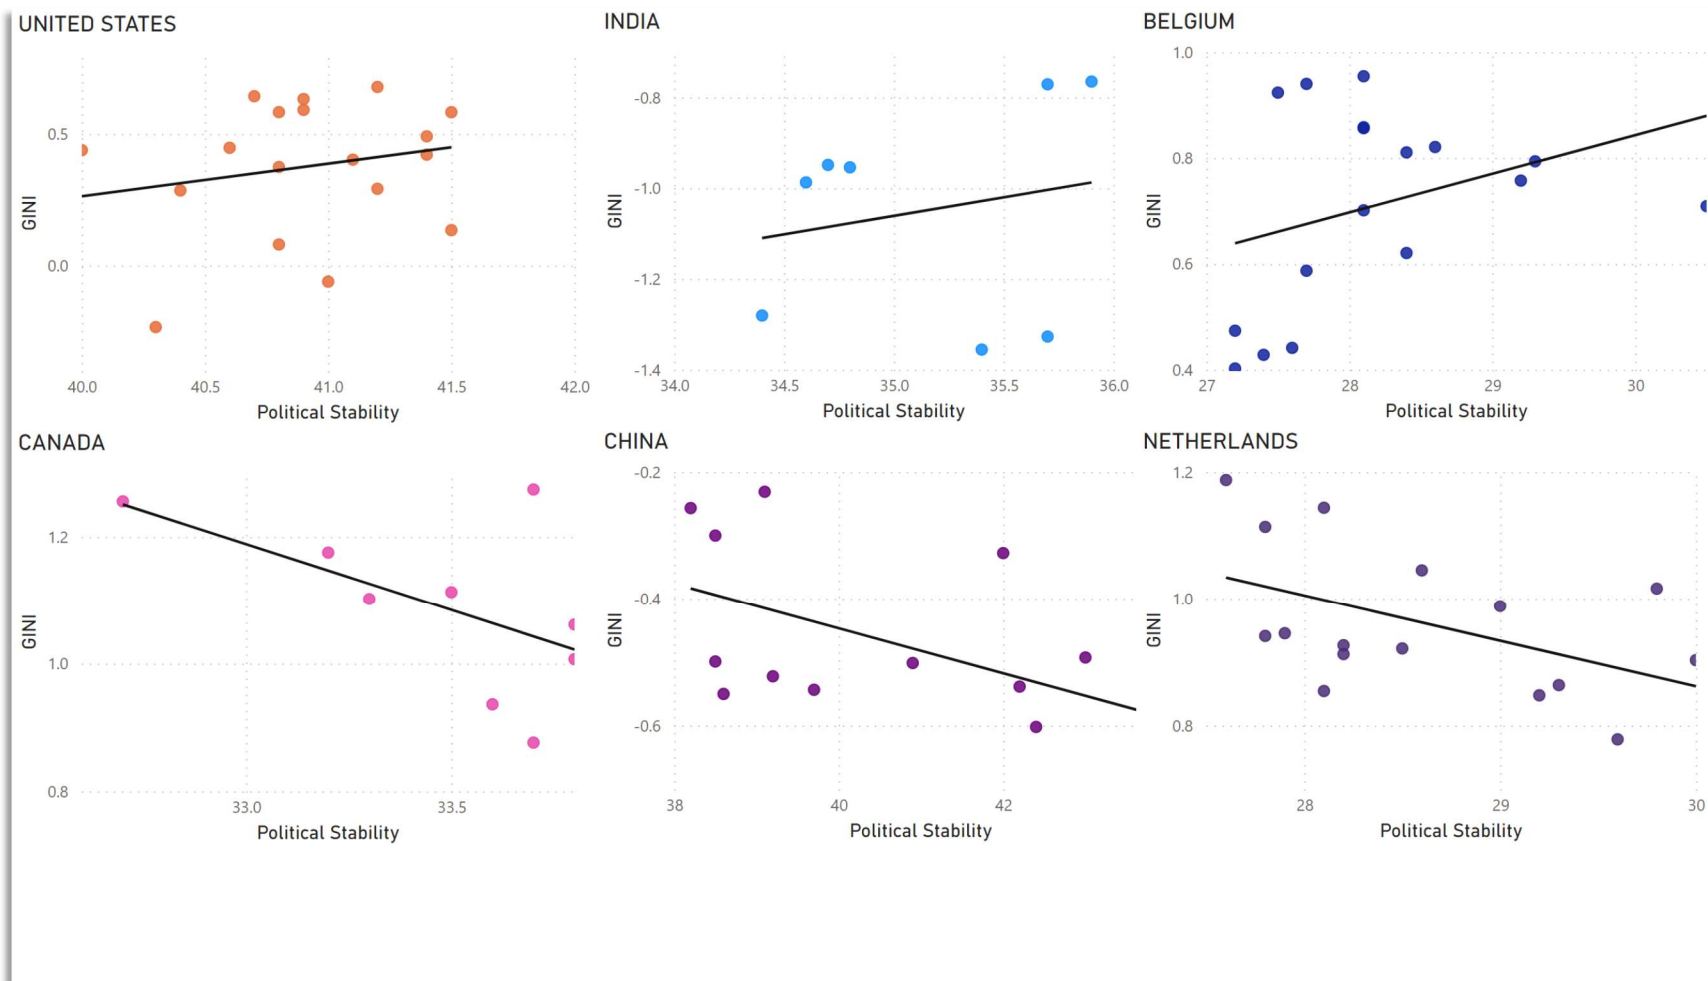 UNITED STATES
GINI
0.5
0.0
40.0 40.5 41.0 41.5 42.0
Political Stability
INDIA
GINI
-0.8
-1.0
-1.2
-1.4
34.0 34.5 35.0 35.5 36.0
Political Stability
BELGIUM
GINI
1.0
0.8
0.6
0.4
27 28 29 30
Political Stability
CANADA
GINI
1.2
1.0
0.8
33.0 33.5
Political Stability
CHINA
GINI
-0.2
-0.4
-0.6
38 40 42
Political Stability
NETHERLANDS
GINI
1.2
1.0
0.8
28 29 30
Political Stability